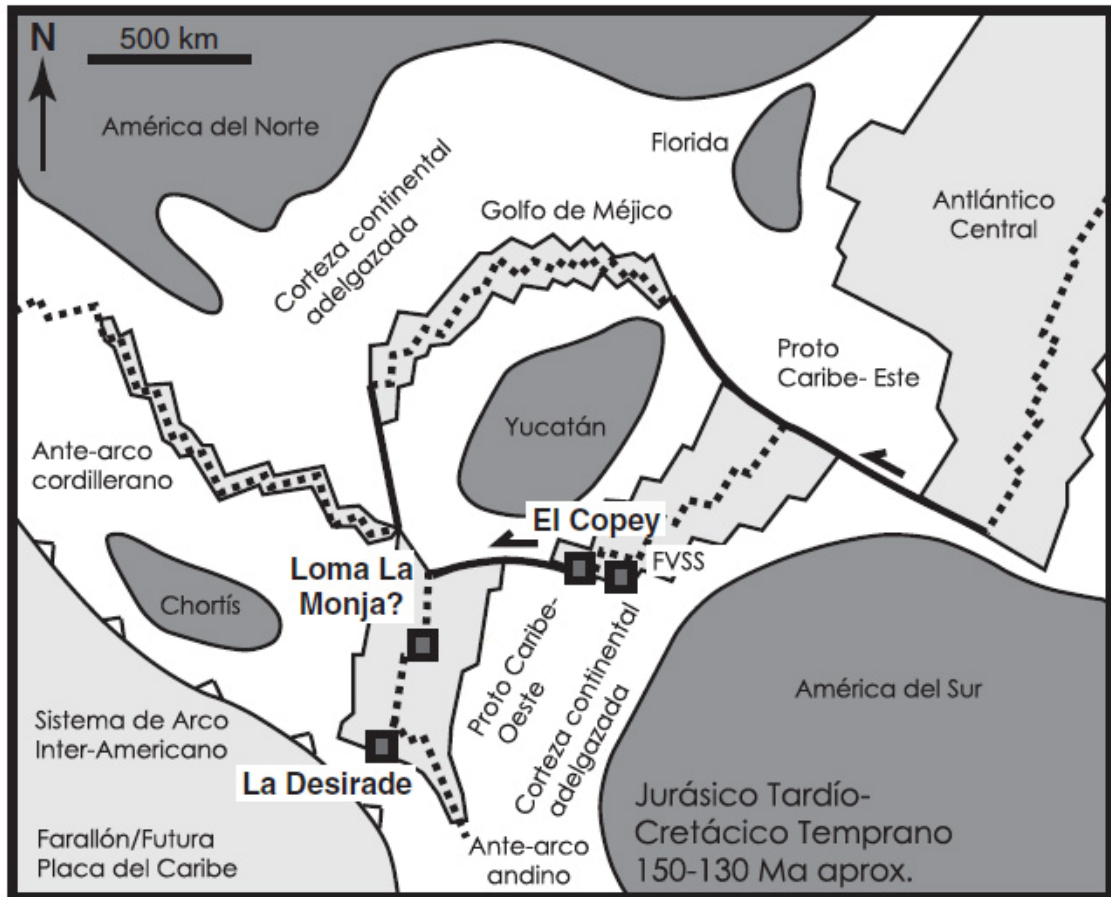 N
500 km
América del Norte
Florida
Antlántico
Central
Golfo de Méjico
Corteza continental
adelgazada
Proto
Caribe- Este
Yucatán
Ante-arco
cordillerano
El Copey
FVSS
Loma La
Monja?
Chortís
Proto Caribe-
Oeste
Corteza continental
adelgazada
América del Sur
Sistema de Arco
Inter-Americano
La Desirade
Farallón/Futura
Placa del Caribe
Ante-arco
andino
Jurásico Tardío-
Cretácico Temprano
150-130 Ma aprox.